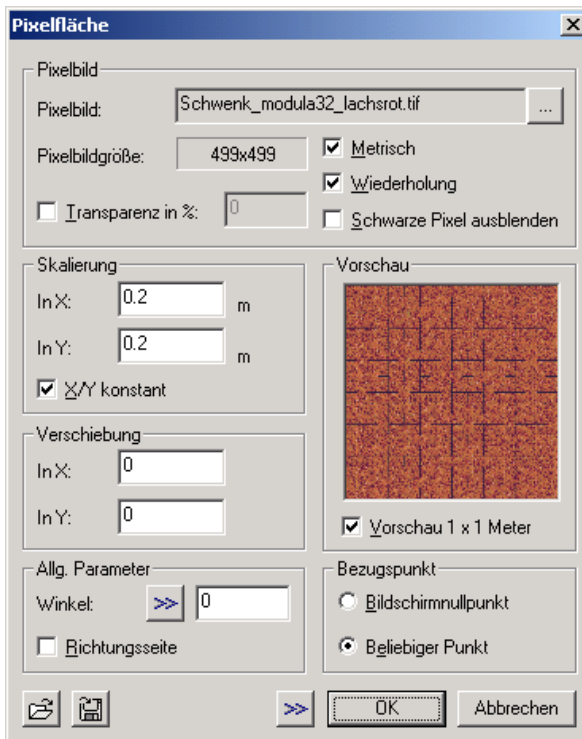 Pixelfläche
Pixelbild
Pixelbild: Schwenk_modula32_lachsrot.tif ...
Pixelbildgröße: 499x499 Metrisch
Wiederholung
Transparenz in %: 0
Schwarze Pixel ausblenden
Skalierung
In X: 0.2 m
In Y: 0.2 m
X/Y konstant
Vorschau
Vorschau 1 x 1 Meter
Verschiebung
In X: 0
In Y: 0
Allg. Parameter
Winkel: >> 0
Richtungsseite
Bezugspunkt
Bildschirmnullpunkt
Beliebiger Punkt
>> OK Abbrechen